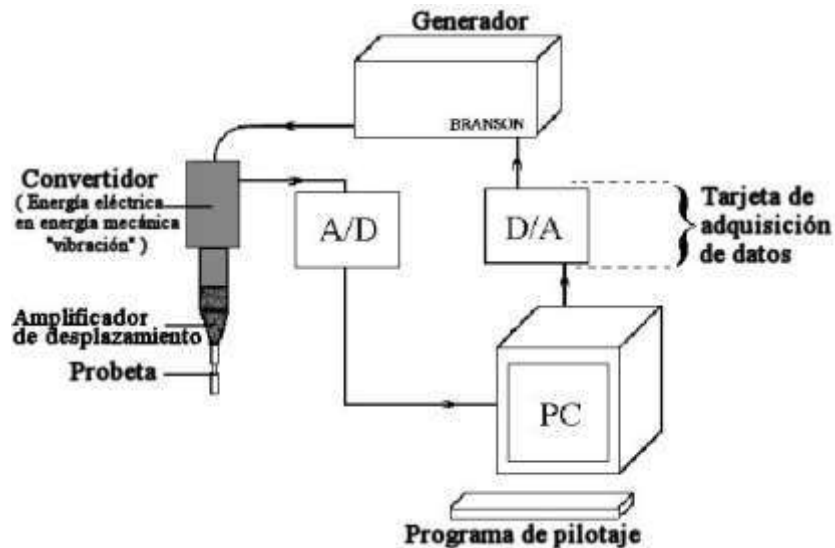 Generador
BRANSON
Convertidor
( Energía eléctrica
en energía mecánica
"vibración" )
A/D
D/A
Tarjeta de
adquisición
de datos
Amplificador
de desplazamiento
Probeta
PC
Programa de pilotaje